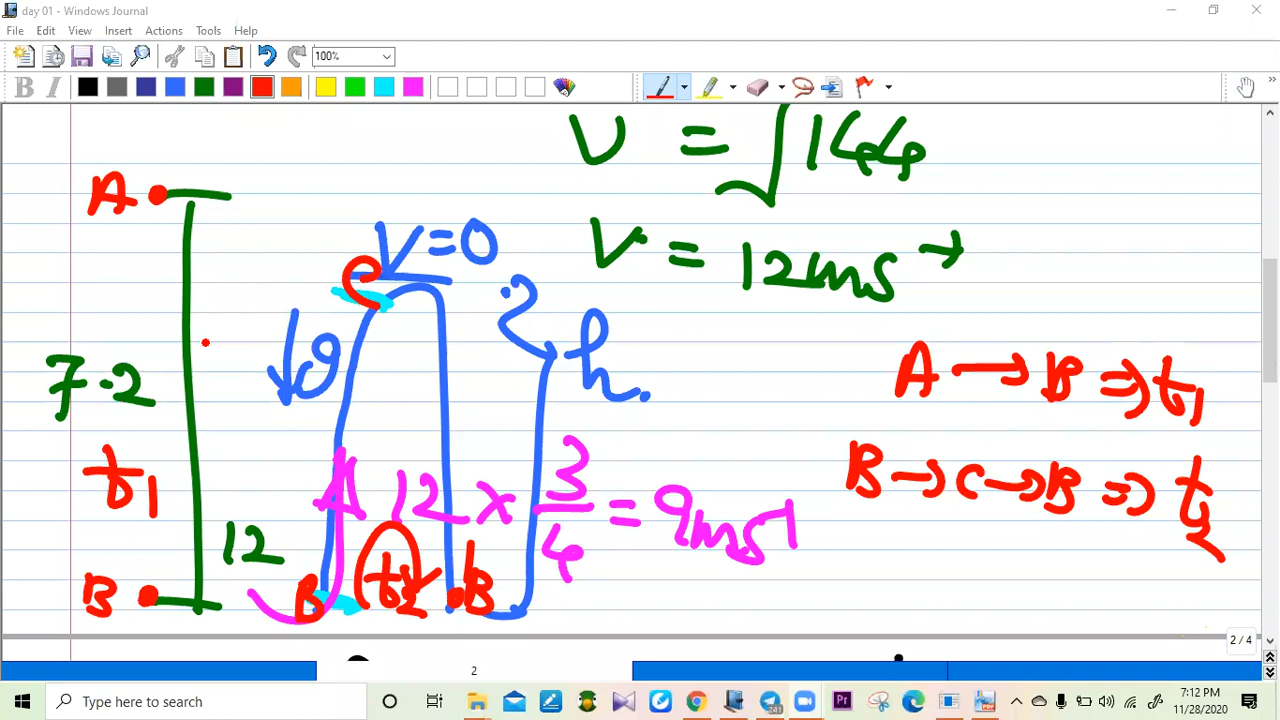 day 01 - Windows Journal
File Edit View Insert Actions Tools Help
100%
V = √144
V = 12ms
A
V=0
g
h
7.2
A → B ⇒ t1
t1
B → C → B ⇒ t2
12 × 3/4 = 9ms-1
12
B
B
t2
B
2 / 4
2
Type here to search
241
Pr
7:12 PM
11/28/2020